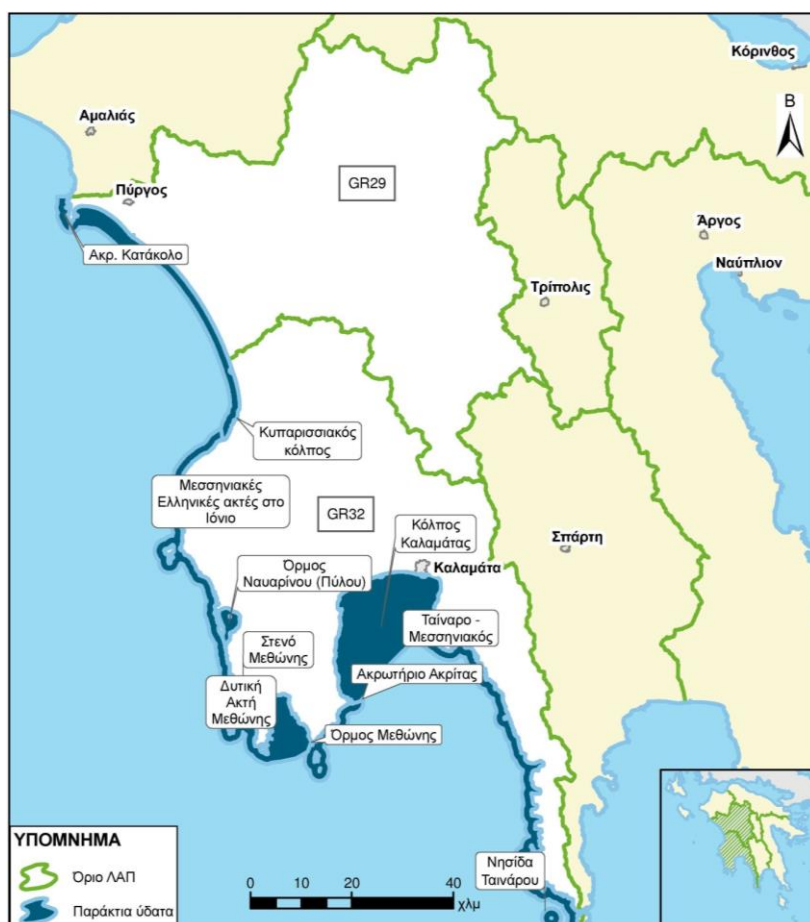 Κόρινθος
Αμαλιάς
Β
Πύργος
GR29
Άργος
Ακρ. Κατάκολο
Ναύπλιον
Τρίπολις
Κυπαρισσιακός
κόλπος
Μεσσηνιακές
Ελληνικές ακτές στο
Ιόνιο
GR32
Κόλπος
Καλαμάτας
Σπάρτη
Όρμος
Ναυαρίνου (Πύλου)
Καλαμάτα
Ταίναρο -
Μεσσηνιακός
Στενό
Μεθώνης
Ακρωτήριο Ακρίτας
Δυτική
Ακτή
Μεθώνης
Όρμος Μεθώνης
Νησίδα
Ταινάρου
ΥΠΟΜΝΗΜΑ
Όριο ΛΑΠ
Παράκτια ύδατα
0 5 10 20 30 40
χλμ